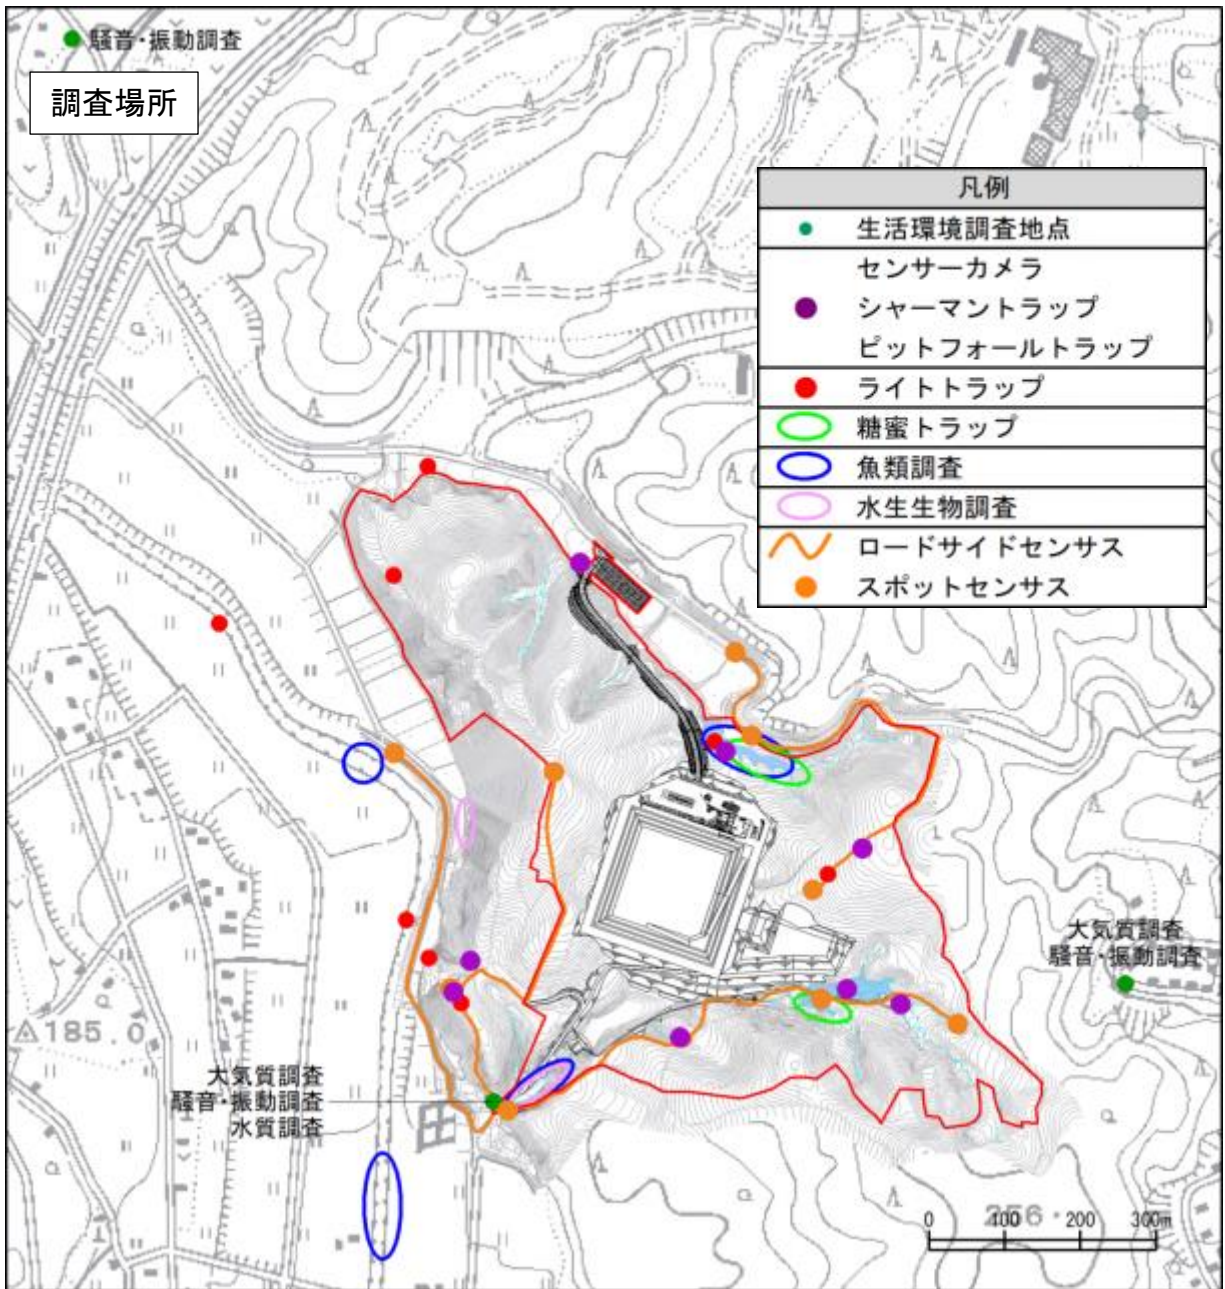 騒音・振動調査
調査場所
凡例
生活環境調査地点
センサーカメラ
シャーマントラップ
ピットフォールトラップ
ライトトラップ
糖蜜トラップ
魚類調査
水生生物調査
ロードサイドセンサス
スポットセンサス
大気質調査
騒音・振動調査
185.0
大気質調査
騒音・振動調査
水質調査
256.
0
100
200
300m